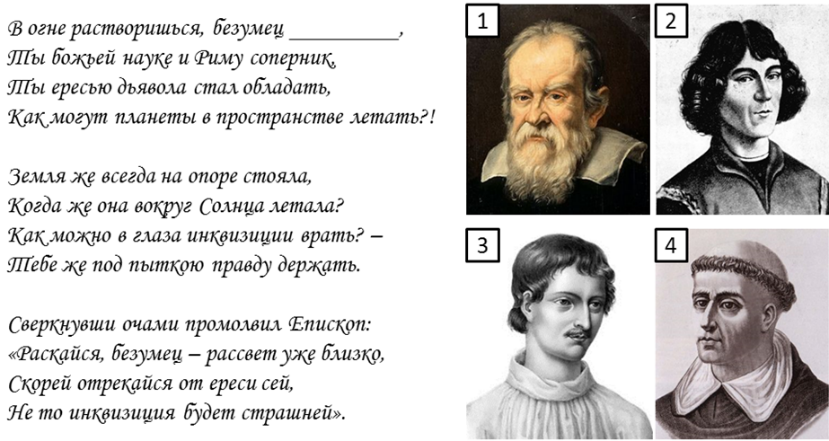 В огне растворишься, безумец __________,
Ты божьей науке и Риму соперник,
Ты ересью дьявола стал обладать,
Как могут планеты в пространстве летать?!
Земля же всегда на опоре стояла,
Когда же она вокруг Солнца летала?
Как можно в глаза инквизиции врать? –
Тебе же под пыткою правду держать.
Сверкнувши очами промолвил Епископ:
«Раскайся, безумец – рассвет уже близко,
Скорей отрекайся от ереси сей,
Не то инквизиция будет страшней».
1
2
3
4